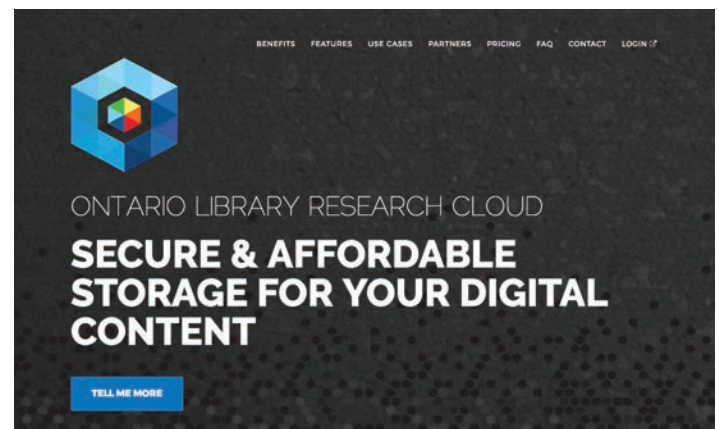 BENEFITS FEATURES USE CASES PARTNERS PRICING FAQ CONTACT LOGIN
ONTARIO LIBRARY RESEARCH CLOUD
SECURE & AFFORDABLE
STORAGE FOR YOUR DIGITAL
CONTENT
TELL ME MORE